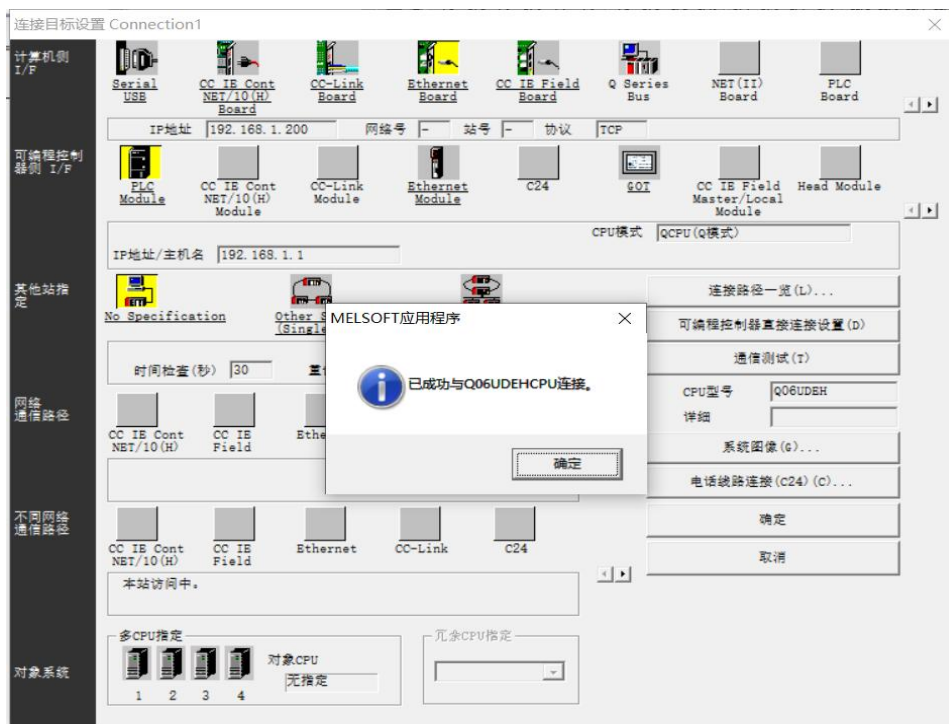 连接目标设置 Connection1
计算机侧
I/F
Serial
USB
CC IE Cont
NET/10(H)
Board
CC-Link
Board
Ethernet
Board
CC IE Field
Board
Q Series
Bus
NET(II)
Board
PLC
Board
IP地址 192.168.1.200 网络号 - 站号 - 协议 TCP
可编程控制
器侧 I/F
PLC
Module
CC IE Cont
NET/10(H)
Module
CC-Link
Module
Ethernet
Module
C24
GOT
CC IE Field
Master/Local
Module
Head Module
CPU模式 QCPU(Q模式)
IP地址/主机名 192.168.1.1
其他站指
定
No Specification
Other S
(Single
时间检查(秒) 30
MELSOFT应用程序
已成功与Q06UDEHCPU连接。
确定
连接路径一览(L)...
可编程控制器直接连接设置(D)
通信测试(T)
CPU型号 Q06UDEH
详细
系统图像(G)...
电话线路连接(C24)(C)...
确定
取消
网络
通信路径
CC IE Cont
NET/10(H)
CC IE
Field
Ethe
不同网络
通信路径
CC IE Cont
NET/10(H)
CC IE
Field
Ethernet
CC-Link
C24
本站访问中。
对象系统
多CPU指定
1 2 3 4
对象CPU
无指定
冗余CPU指定